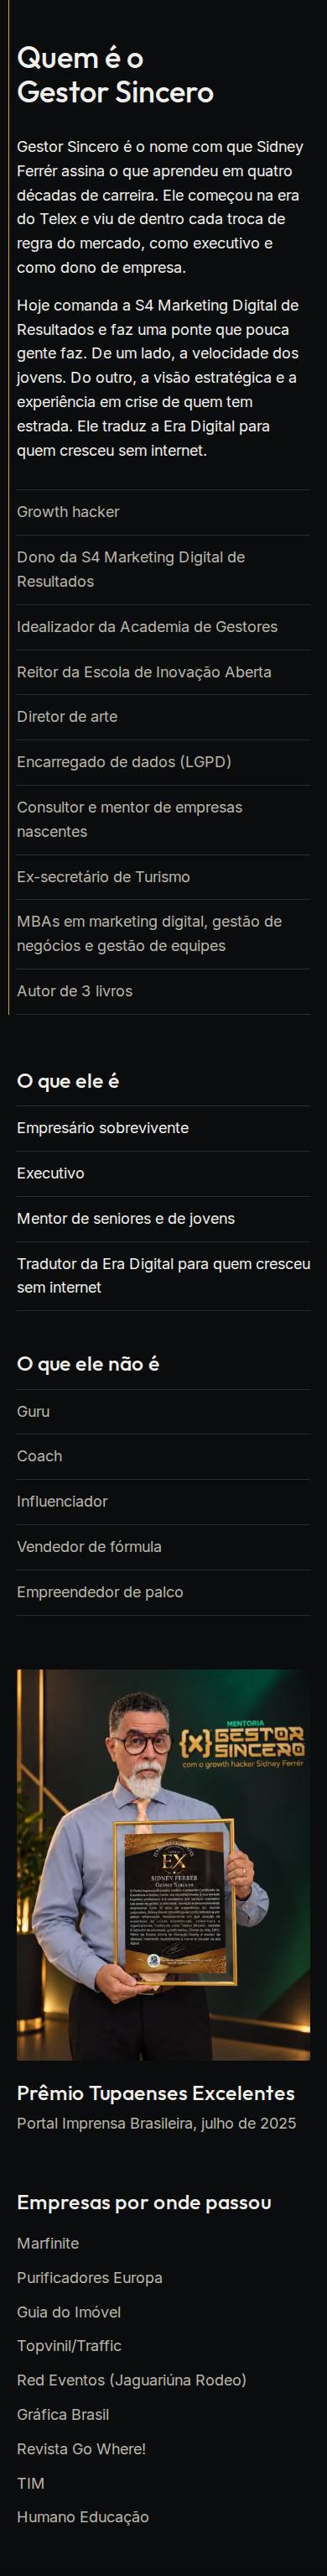 Quem é o
Gestor Sincero
Gestor Sincero é o nome com que Sidney
Ferrér assina o que aprendeu em quatro
décadas de carreira. Ele começou na era
do Telex e viu de dentro cada troca de
regra do mercado, como executivo e
como dono de empresa.
Hoje comanda a S4 Marketing Digital de
Resultados e faz uma ponte que pouca
gente faz. De um lado, a velocidade dos
jovens. Do outro, a visão estratégica e a
experiência em crise de quem tem
estrada. Ele traduz a Era Digital para
quem cresceu sem internet.
Growth hacker
Dono da S4 Marketing Digital de
Resultados
Idealizador da Academia de Gestores
Reitor da Escola de Inovação Aberta
Diretor de arte
Encarregado de dados (LGPD)
Consultor e mentor de empresas
nascentes
Ex-secretário de Turismo
MBAs em marketing digital, gestão de
negócios e gestão de equipes
Autor de 3 livros
O que ele é
Empresário sobrevivente
Executivo
Mentor de seniores e de jovens
Tradutor da Era Digital para quem cresceu
sem internet
O que ele não é
Guru
Coach
Influenciador
Vendedor de fórmula
Empreendedor de palco
MENTORIA
{x} GESTOR
SINCERO
com o growth hacker Sidney Ferrér
EX
SIDNEY FERRÉR
GESTOR SINCERO
Prêmio Tupaenses Excelentes
Portal Imprensa Brasileira, julho de 2025
Empresas por onde passou
Marfinite
Purificadores Europa
Guia do Imóvel
Topvinil/Traffic
Red Eventos (Jaguariúna Rodeo)
Gráfica Brasil
Revista Go Where!
TIM
Humano Educação